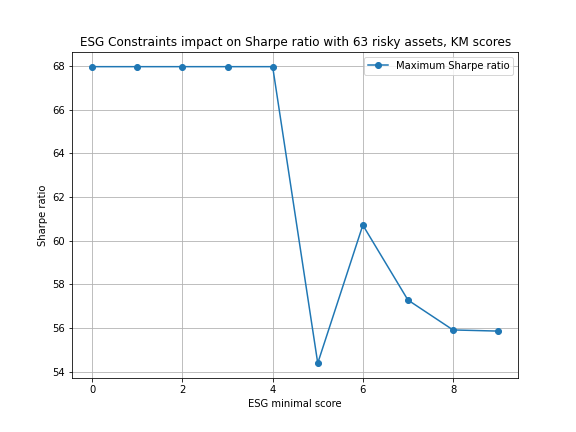 ESG Constraints impact on Sharpe ratio with 63 risky assets, KM scores
Maximum Sharpe ratio
68
66
64
62
60
58
56
54
Sharpe ratio
0 2 4 6 8
ESG minimal score